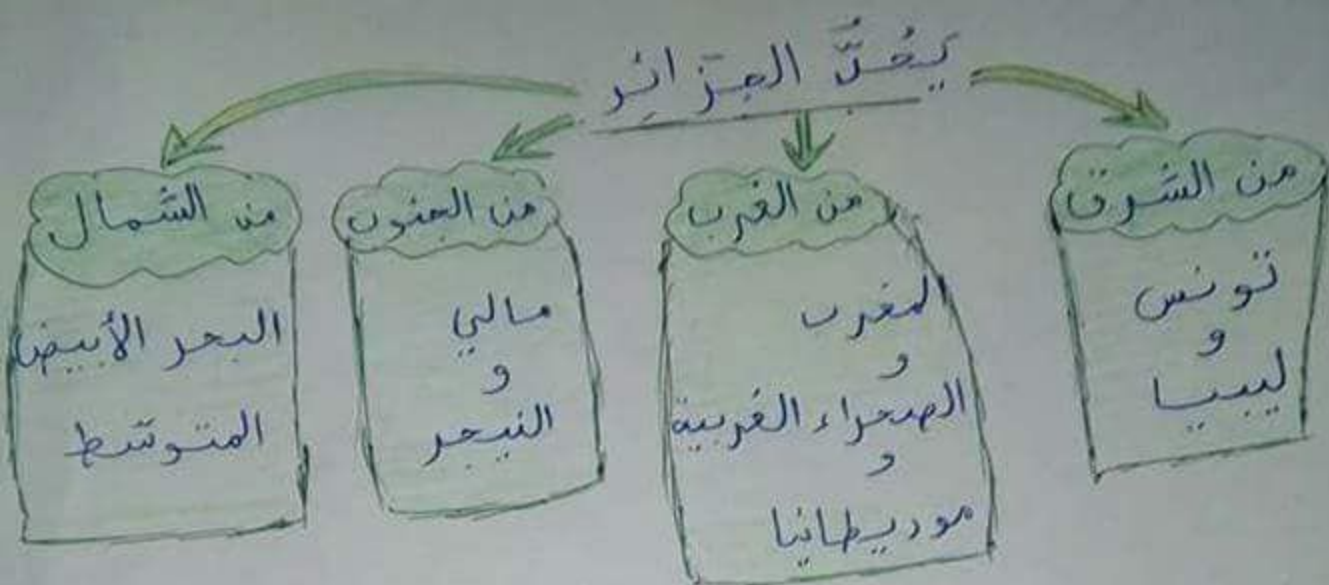 يَحُدُّ الجزائر
من الشرق
تونس
و
ليبيا
من الغرب
المغرب
و
الصحراء الغربية
و
موريطانيا
من الجنوب
مالي
و
النيجر
من الشمال
البحر الأبيض
المتوسط